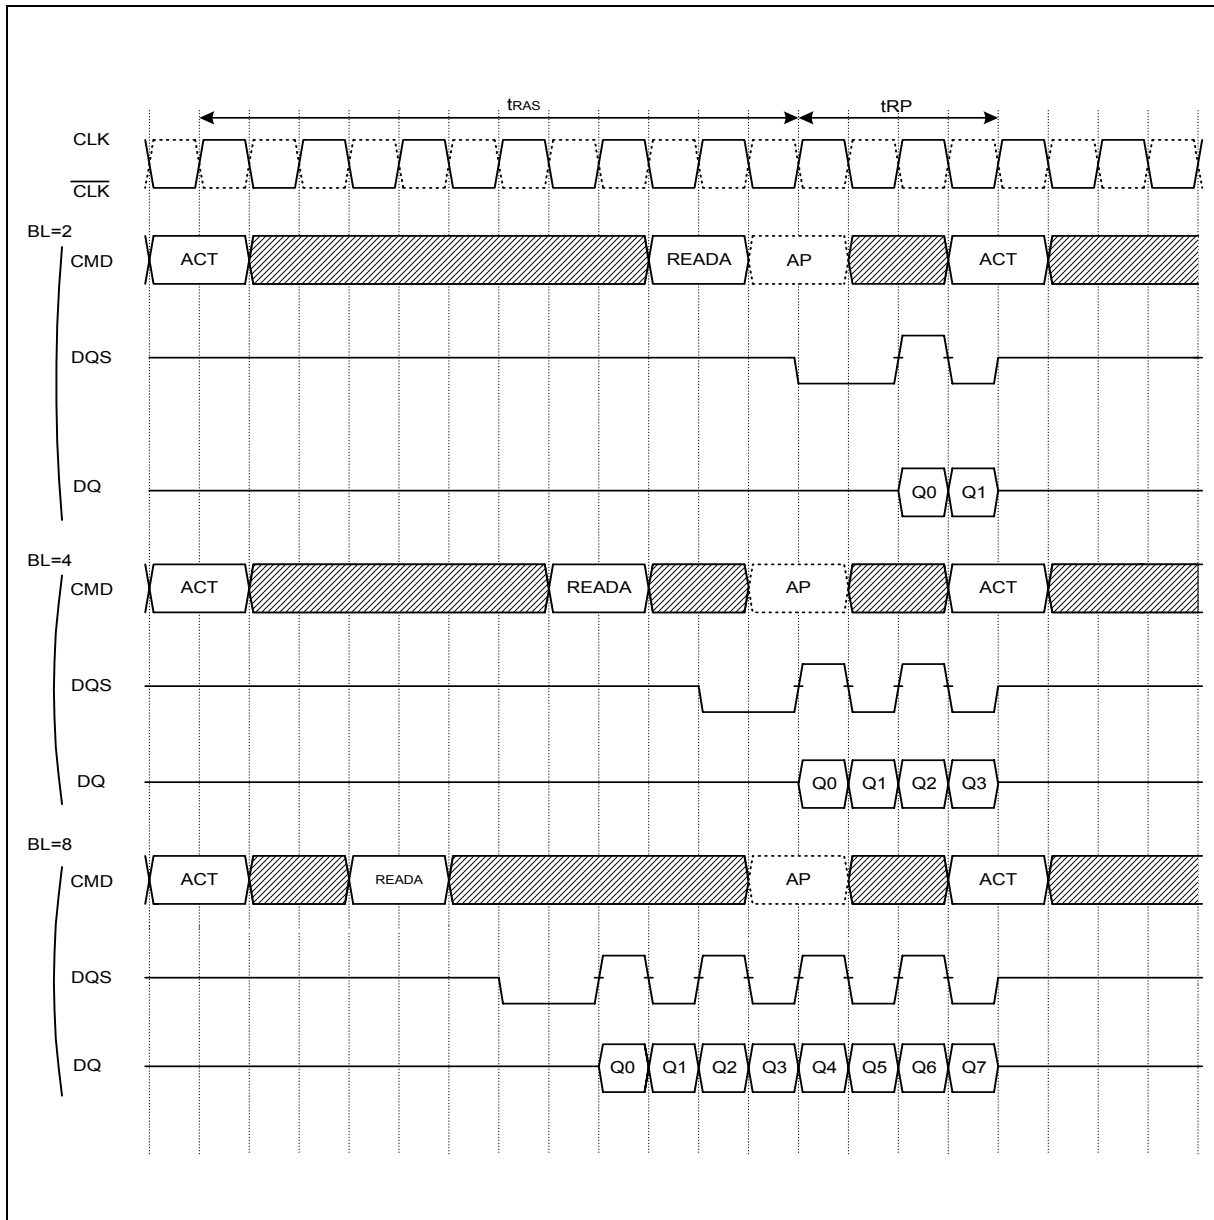 tRAS tRP
CLK
CLK
BL=2
CMD ACT READA AP ACT
DQS
DQ Q0 Q1
BL=4
CMD ACT READA AP ACT
DQS
DQ Q0 Q1 Q2 Q3
BL=8
CMD ACT READA AP ACT
DQS
DQ Q0 Q1 Q2 Q3 Q4 Q5 Q6 Q7